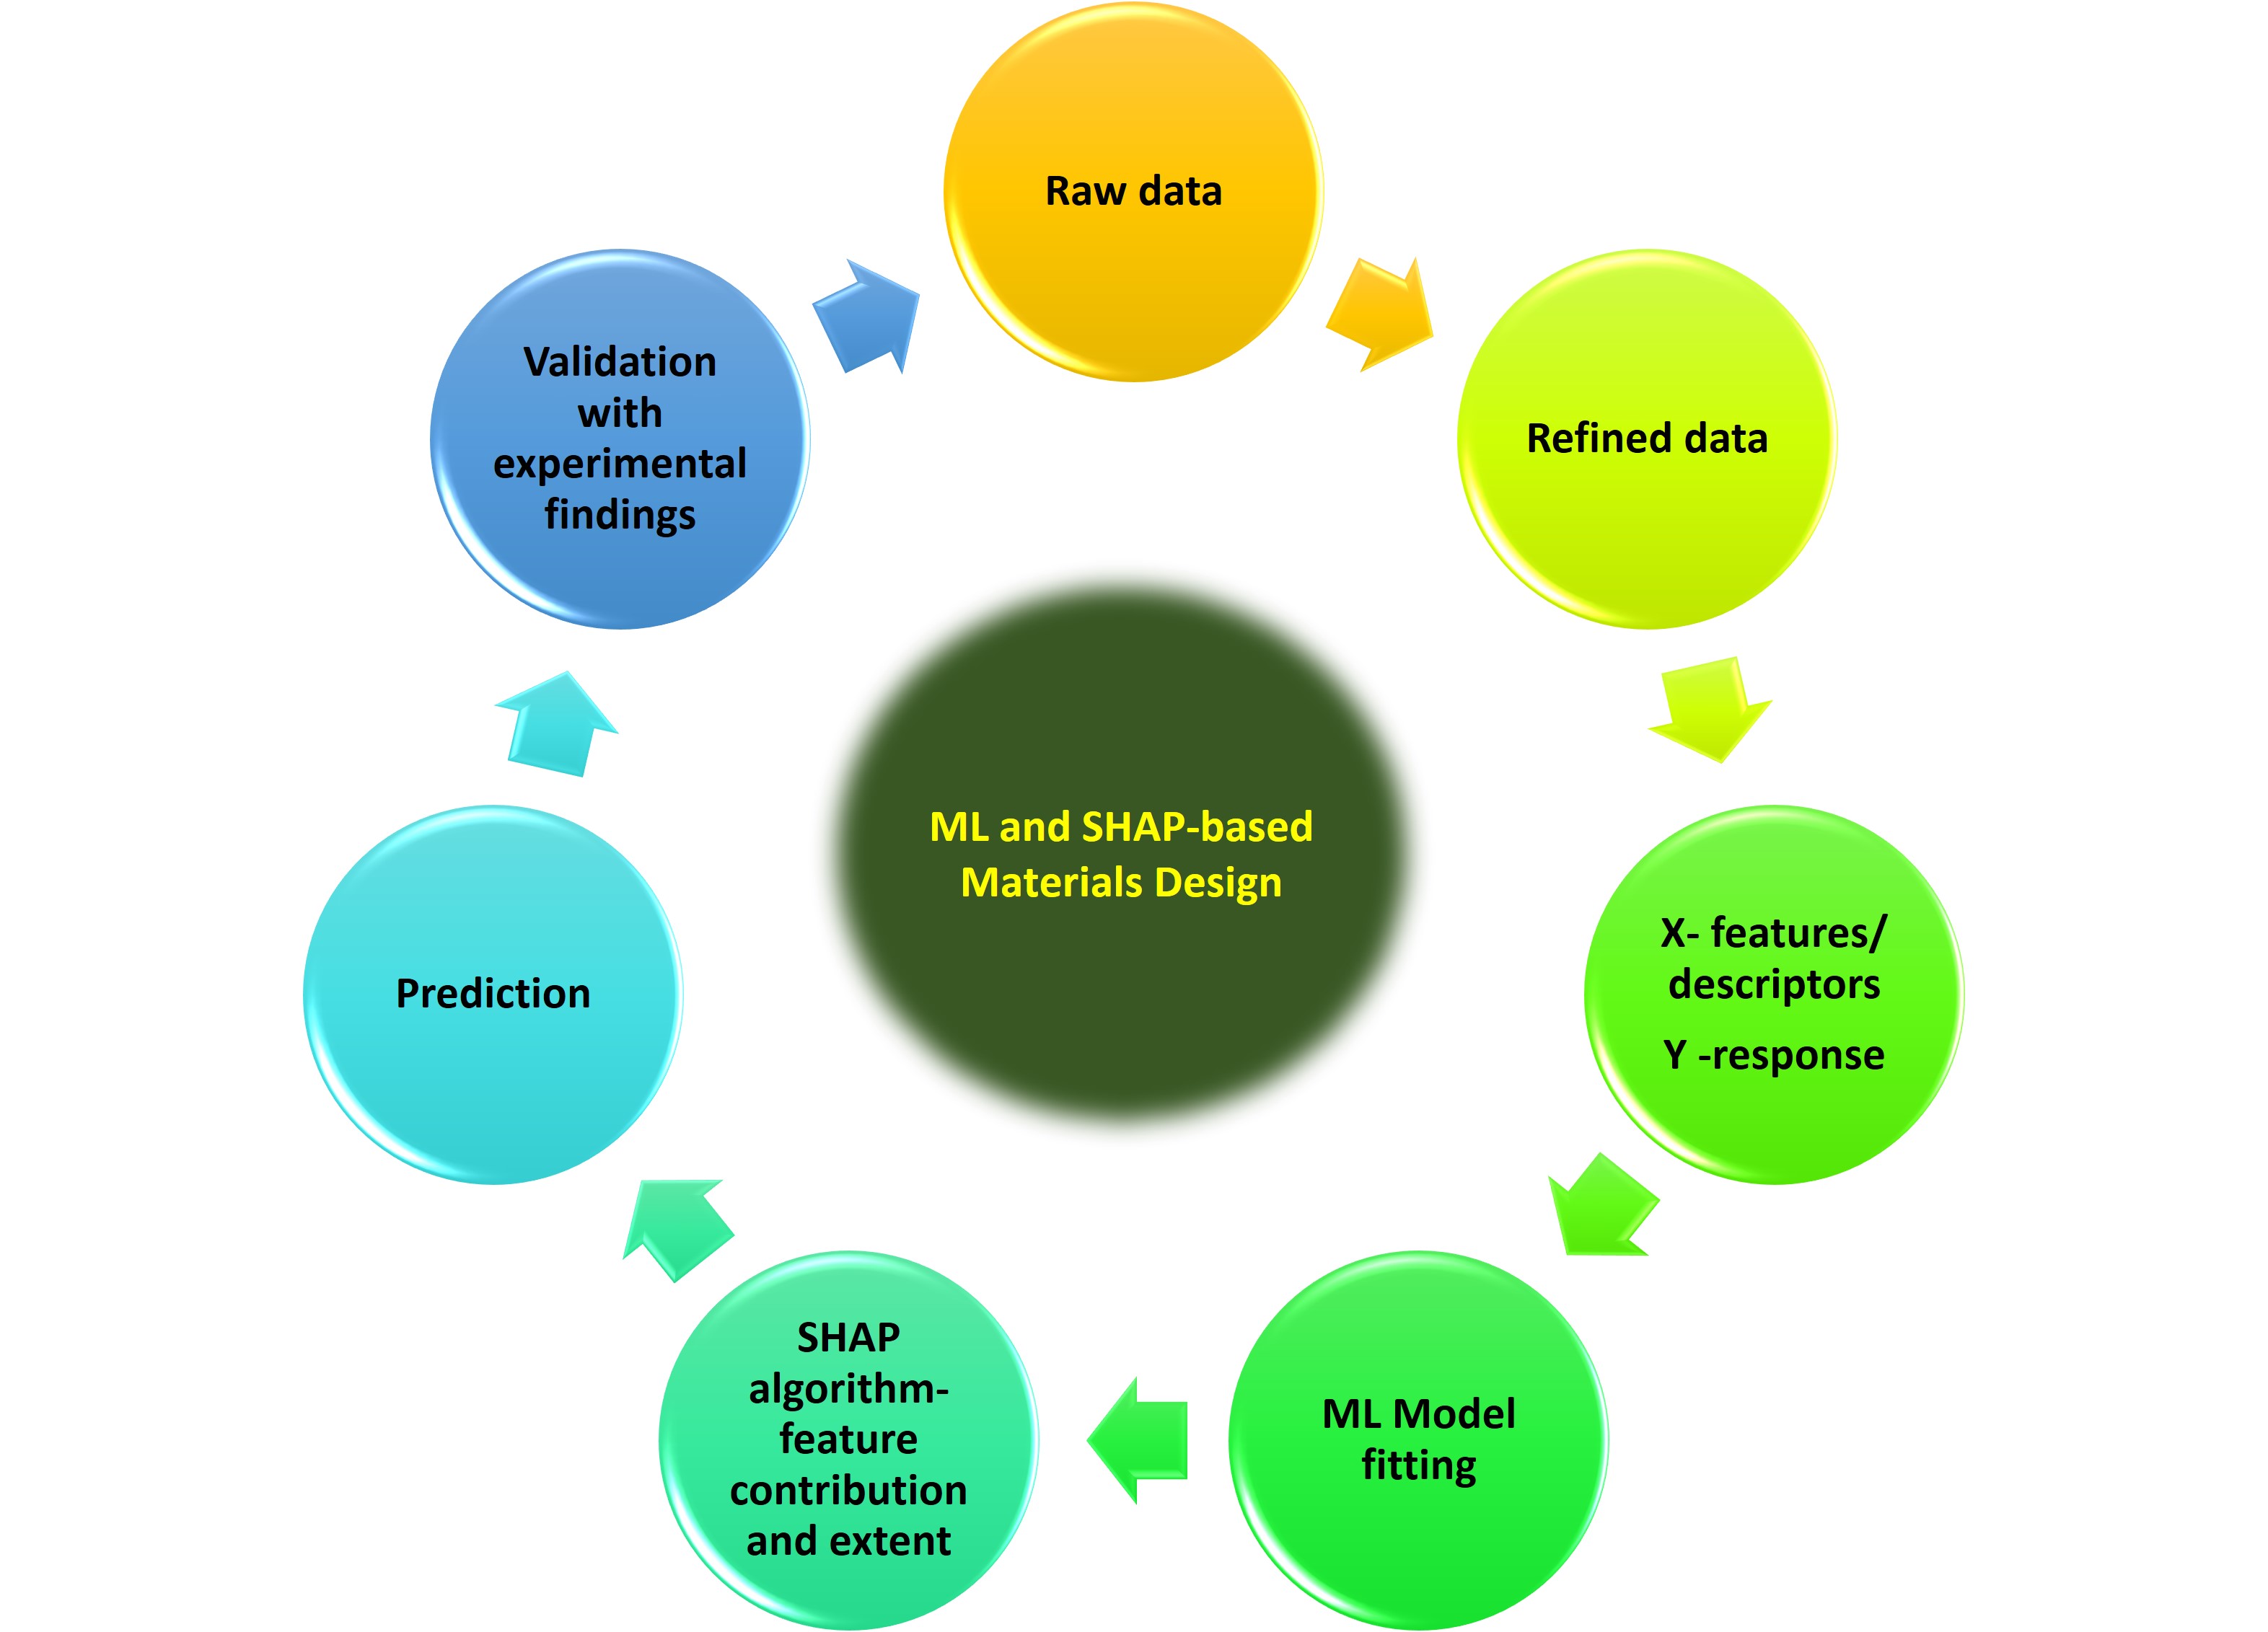 Raw data
Refined data
X- features/
descriptors
Y -response
ML Model
fitting
SHAP
algorithm-
feature
contribution
and extent
Prediction
Validation
with
experimental
findings
ML and SHAP-based
Materials Design